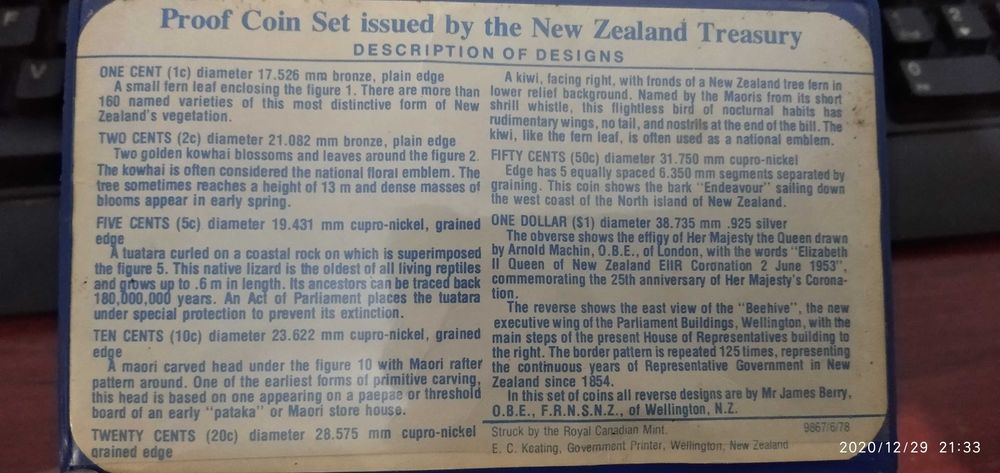 Proof Coin Set issued by the New Zealand Treasury
DESCRIPTION OF DESIGNS
ONE CENT (1c) diameter 17.526 mm bronze, plain edge
A small fern leaf enclosing the figure 1. There are more than
160 named varieties of this most distinctive form of New
Zealand's vegetation.
TWO CENTS (2c) diameter 21.082 mm bronze, plain edge
Two golden kowhai blossoms and leaves around the figure 2.
The kowhai is often considered the national floral emblem. The
tree sometimes reaches a height of 13 m and dense masses of
blooms appear in early spring.
FIVE CENTS (5c) diameter 19.431 mm cupro-nickel, grained
edge
A tuatara curled on a coastal rock on which is superimposed
the figure 5. This native lizard is the oldest of all living reptiles
and grows up to .6 m in length. Its ancestors can be traced back
180,000,000 years. An Act of Parliament places the tuatara
under special protection to prevent its extinction.
TEN CENTS (10c) diameter 23.622 mm cupro-nickel, grained
edge
A maori carved head under the figure 10 with Maori rafter
pattern around. One of the earliest forms of primitive carving,
this head is based on one appearing on a paepae or threshold
board of an early "pataka" or Maori store house.
TWENTY CENTS (20c) diameter 28.575 mm cupro-nickel
grained edge
A kiwi, facing right, with fronds of a New Zealand tree fern in
lower relief background. Named by the Maoris from its short
shrill whistle, this flightless bird of nocturnal habits has
rudimentary wings, no tail, and nostrils at the end of the bill. The
kiwi, like the fern leaf, is often used as a national emblem.
FIFTY CENTS (50c) diameter 31.750 mm cupro-nickel
Edge has 5 equally spaced 6.350 mm segments separated by
graining. This coin shows the bark "Endeavour" sailing down
the west coast of the North island of New Zealand.
ONE DOLLAR ($1) diameter 38.735 mm .925 silver
The obverse shows the effigy of Her Majesty the Queen drawn
by Arnold Machin, O.B.E., of London, with the words "Elizabeth
II Queen of New Zealand EIIR Coronation 2 June 1953",
commemorating the 25th anniversary of Her Majesty's Corona-
tion.
The reverse shows the east view of the "Beehive", the new
executive wing of the Parliament Buildings, Wellington, with the
main steps of the present House of Representatives building to
the right. The border pattern is repeated 125 times, representing
the continuous years of Representative Government in New
Zealand since 1854.
In this set of coins all reverse designs are by Mr James Berry,
O.B.E., F.R.N.S.N.Z., of Wellington, N.Z.
Struck by the Royal Canadian Mint.
9867/6/78
E. C. Keating, Government Printer, Wellington, New Zealand
2020/12/29 21:33
V
0